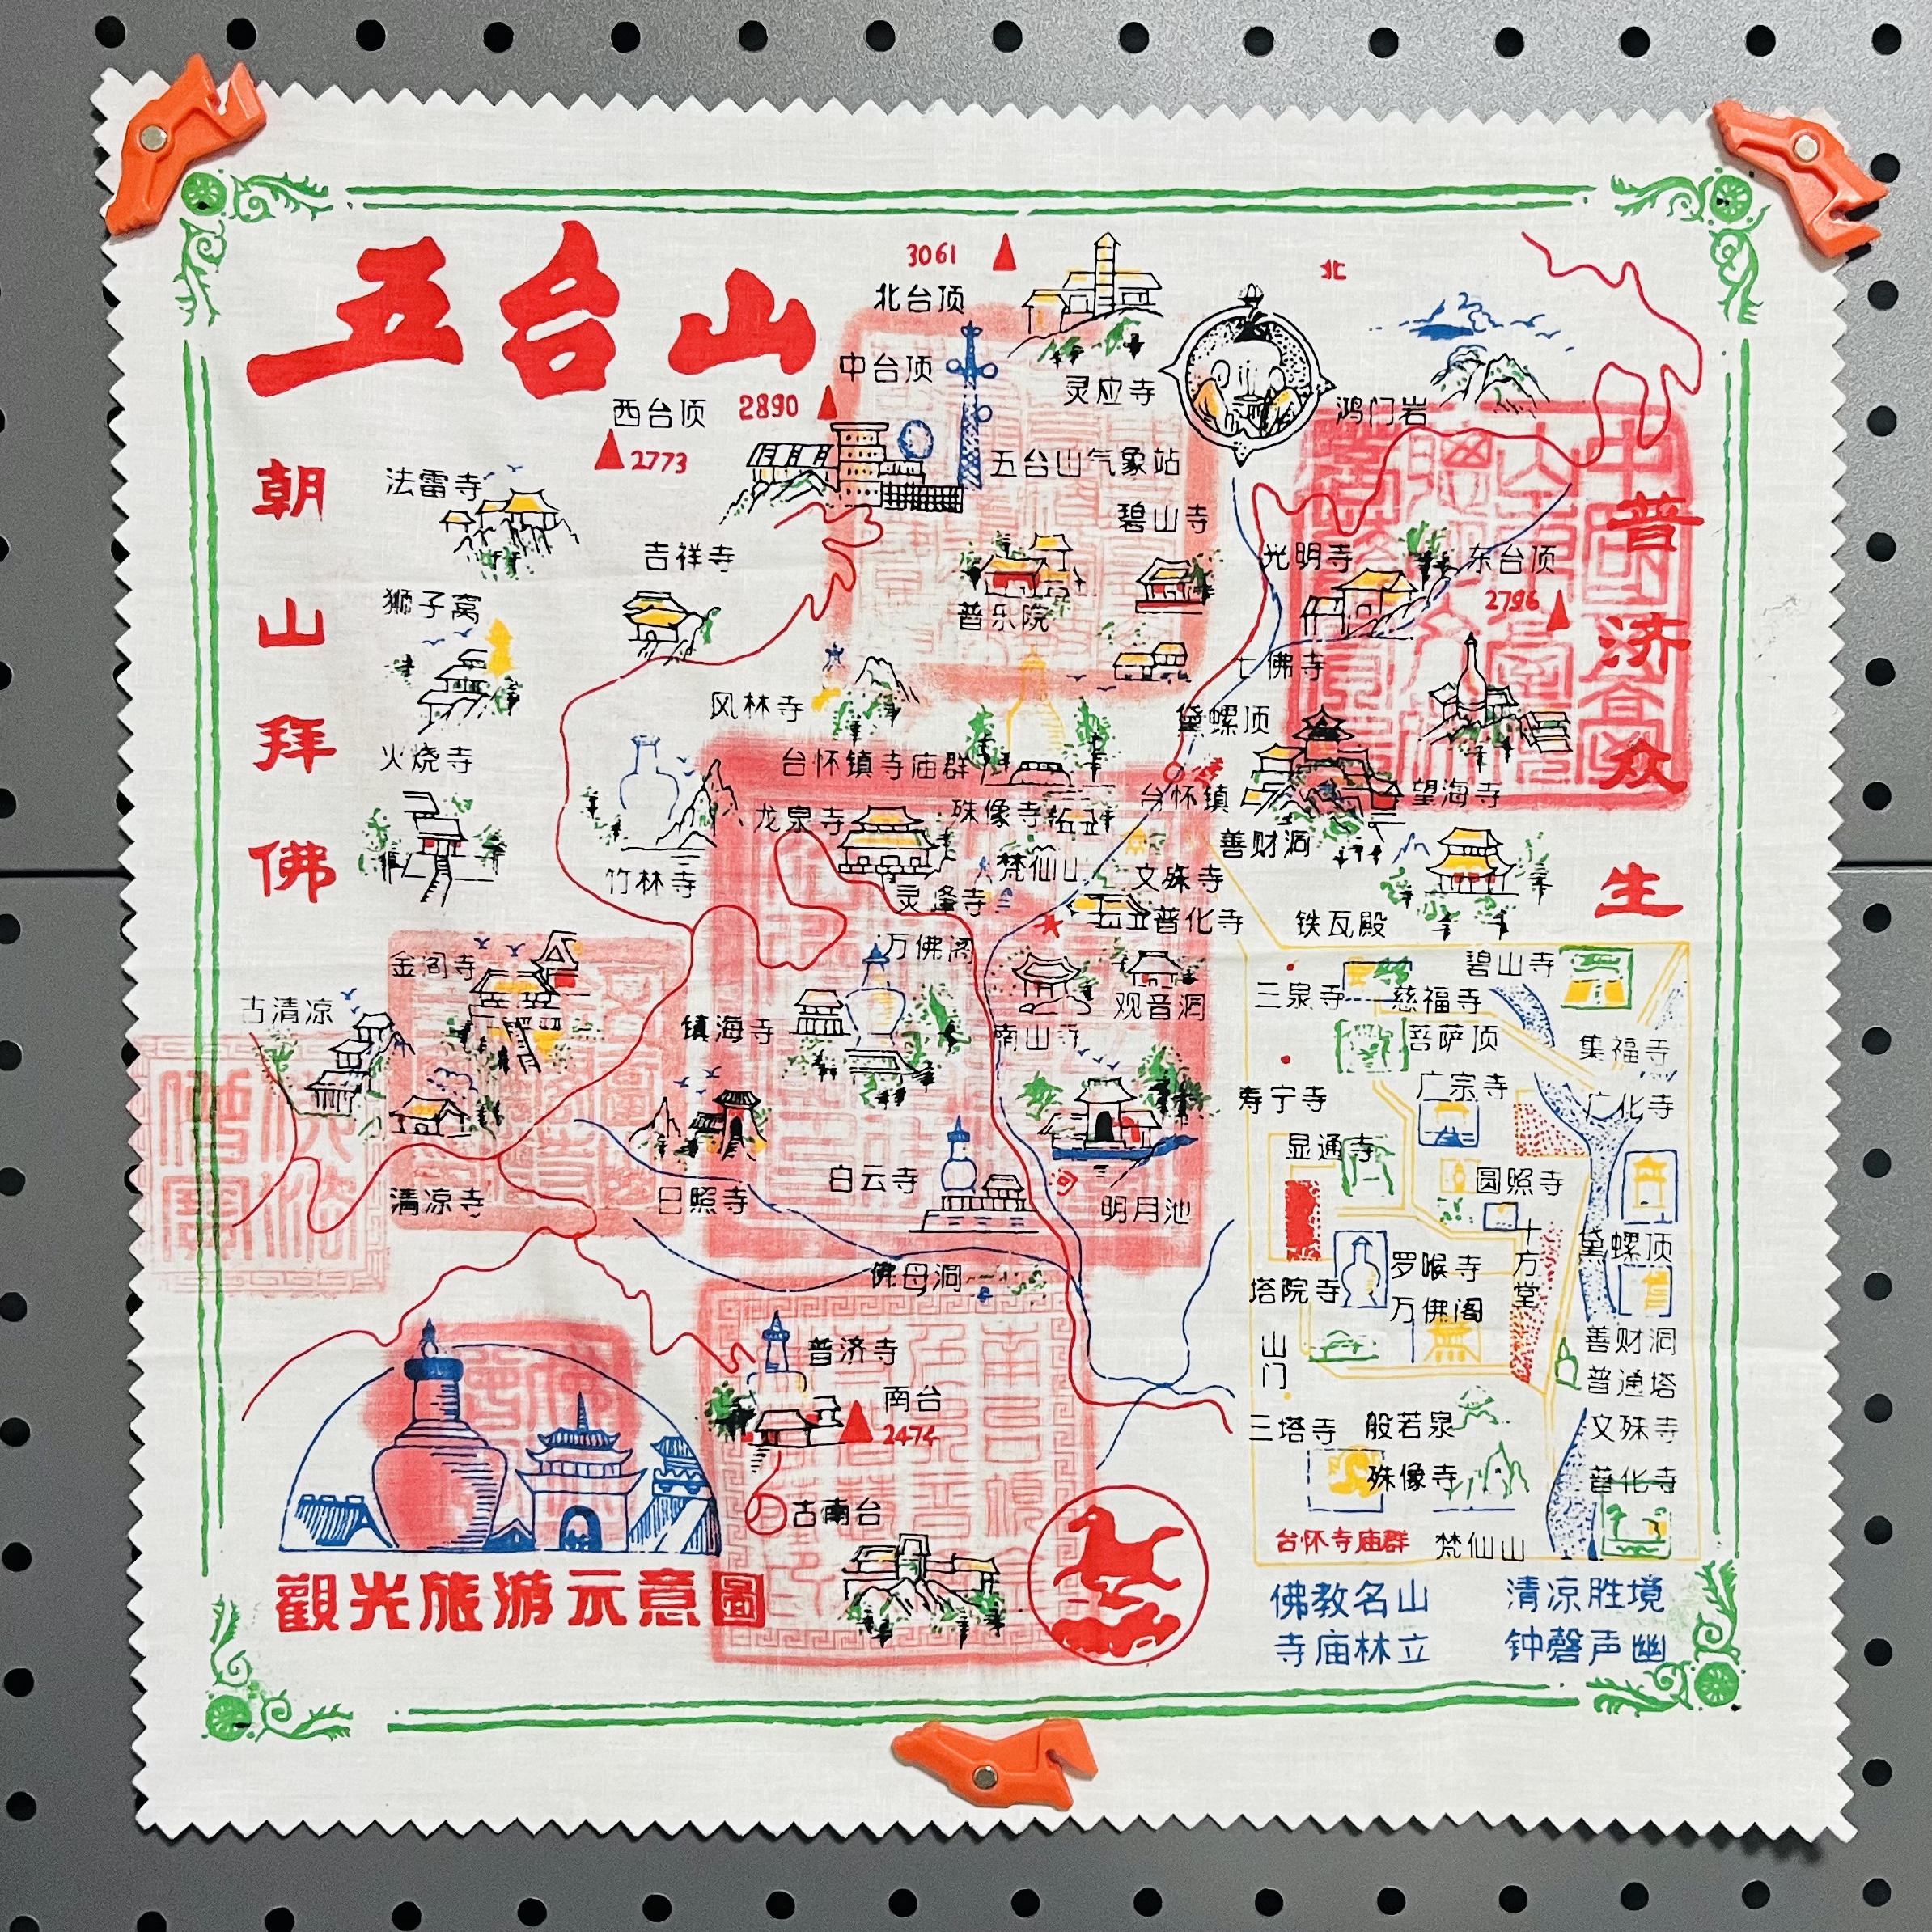 五台山
朝山拜佛
普济众生
北
3061
北台顶
灵应寺
中台顶
2890
西台顶
2773
鸿门岩
五台山气象站
法雷寺
碧山寺
吉祥寺
光明寺
东台顶
2796
狮子窝
普乐院
七佛寺
风林寺
黛螺顶
火烧寺
台怀镇寺庙群
台怀镇
望海寺
龙泉寺
殊像寺
善财洞
竹林寺
梵仙山
文殊寺
灵峰寺
普化寺
铁瓦殿
金阁寺
万佛阁
古清凉
镇海寺
南山寺
观音洞
清凉寺
日照寺
白云寺
河
明月池
佛母洞
普济寺
南台
2474
古南台
碧山寺
三泉寺
慈福寺
菩萨顶
集福寺
寿宁寺
广宗寺
广化寺
显通寺
圆照寺
十方堂
黛螺顶
塔院寺
罗睺寺
万佛阁
山门
善财洞
普通塔
三塔寺
般若泉
文殊寺
殊像寺
普化寺
台怀寺庙群
梵仙山
觀光旅游示意圖
佛教名山 清凉胜境
寺庙林立 钟磬声幽